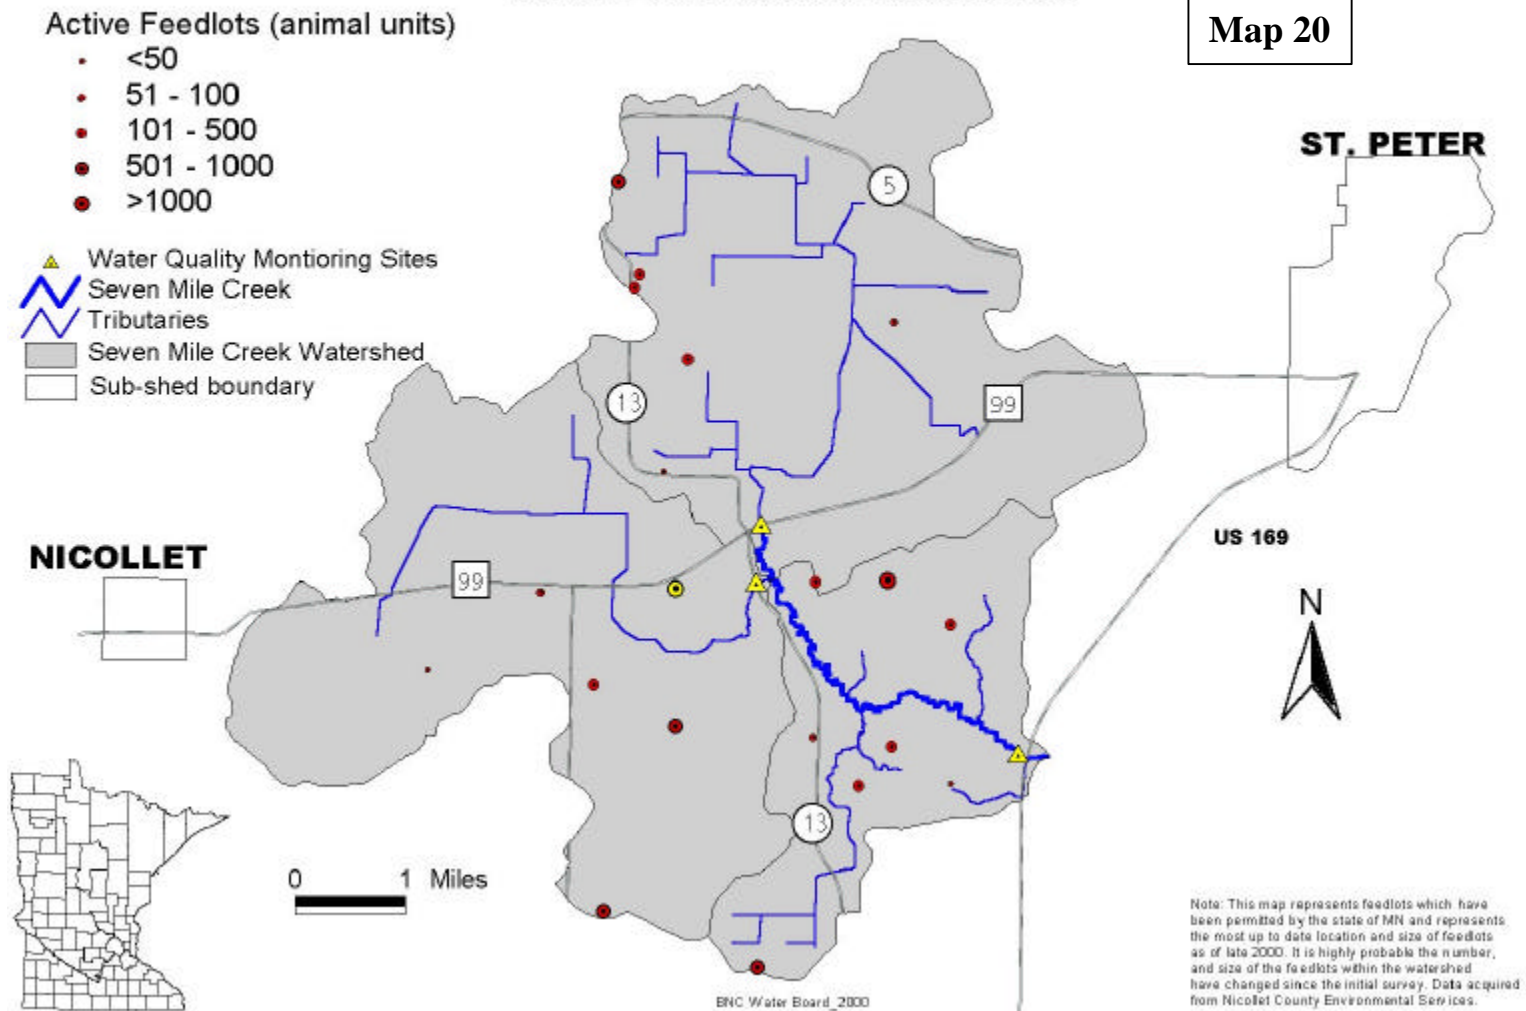 Map 20
Active Feedlots (animal units)
<50
51 - 100
101 - 500
501 - 1000
>1000
Water Quality Montioring Sites
Seven Mile Creek
Tributaries
Seven Mile Creek Watershed
Sub-shed boundary
ST. PETER
5
13
99
NICOLLET
99
US 169
N
13
0 1 Miles
BNC Water Board_2000
Note: This map represents feedlots which have
been permitted by the state of MN and represents
the most up to date location and size of feedlots
as of late 2000. It is highly probable the number,
and size of the feedlots within the watershed
have changed since the initial survey. Data acquired
from Nicollet County Environmental Services.